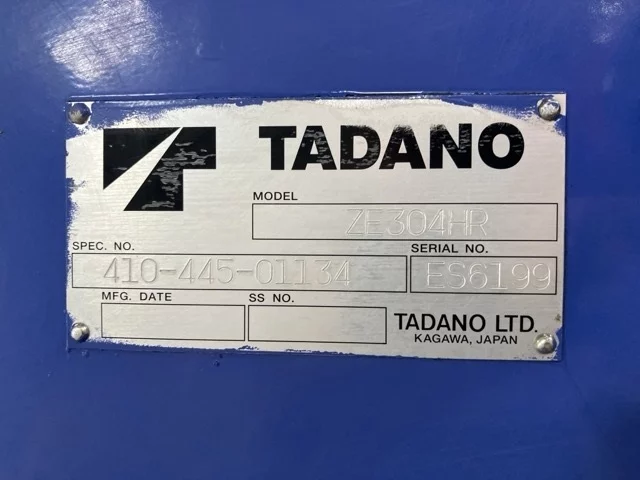 TADANO
MODEL
ZE304HR
SPEC. NO.
SERIAL NO.
410-445-01134
ES6199
MFG. DATE
SS NO.
TADANO LTD.
KAGAWA, JAPAN